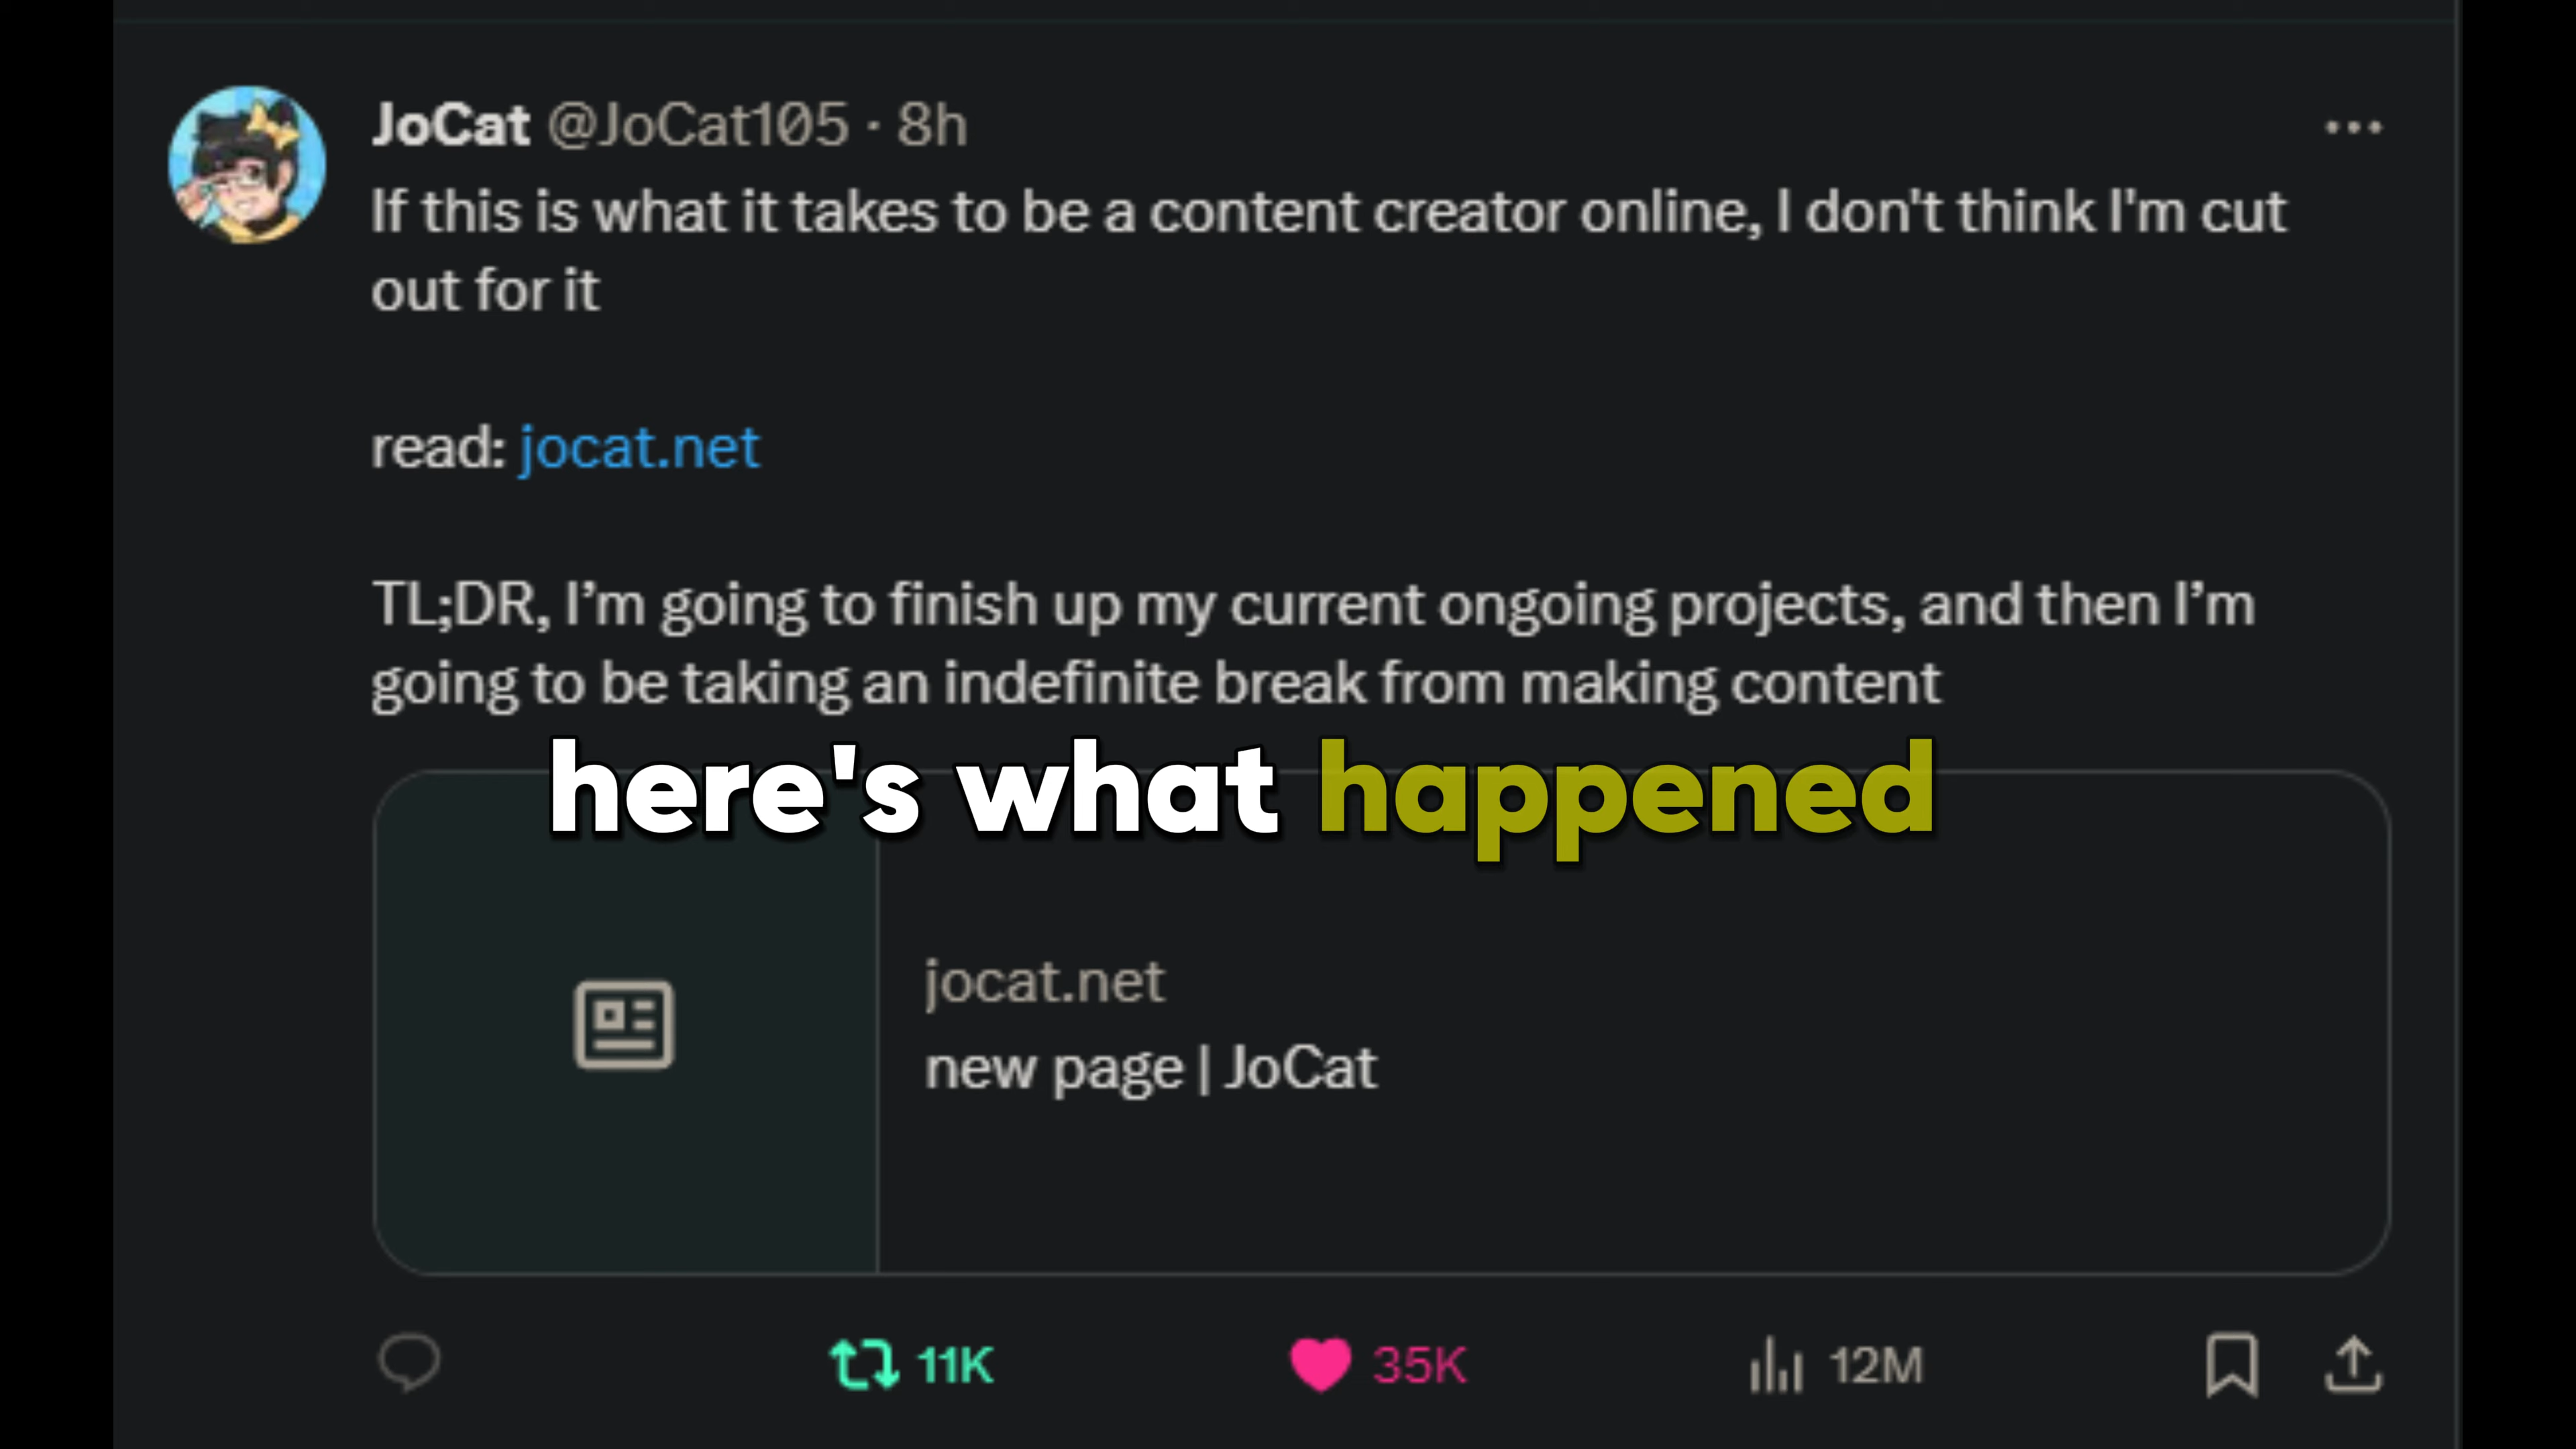 JoCat @JoCat105 · 8h
If this is what it takes to be a content creator online, I don't think I'm cut
out for it
read: jocat.net
TL;DR, I’m going to finish up my current ongoing projects, and then I’m
going to be taking an indefinite break from making content
here's what happened
jocat.net
new page | JoCat
11K 35K 12M